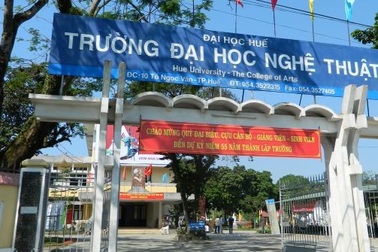 ĐẠI HỌC HUẾ
TRƯỜNG ĐẠI HỌC NGHỆ THUẬT
Hue University - The College of Arts
ĐC: 10 Tô Ngọc Vân - TP.Huế ĐT: 054.3522315 Fax: 054.3527405
CHÀO MỪNG QUÝ ĐẠI BIỂU, CỰU CÁN BỘ - GIẢNG VIÊN - SINH VIÊN
ĐẾN DỰ KỶ NIỆM 55 NĂM THÀNH LẬP TRƯỜNG